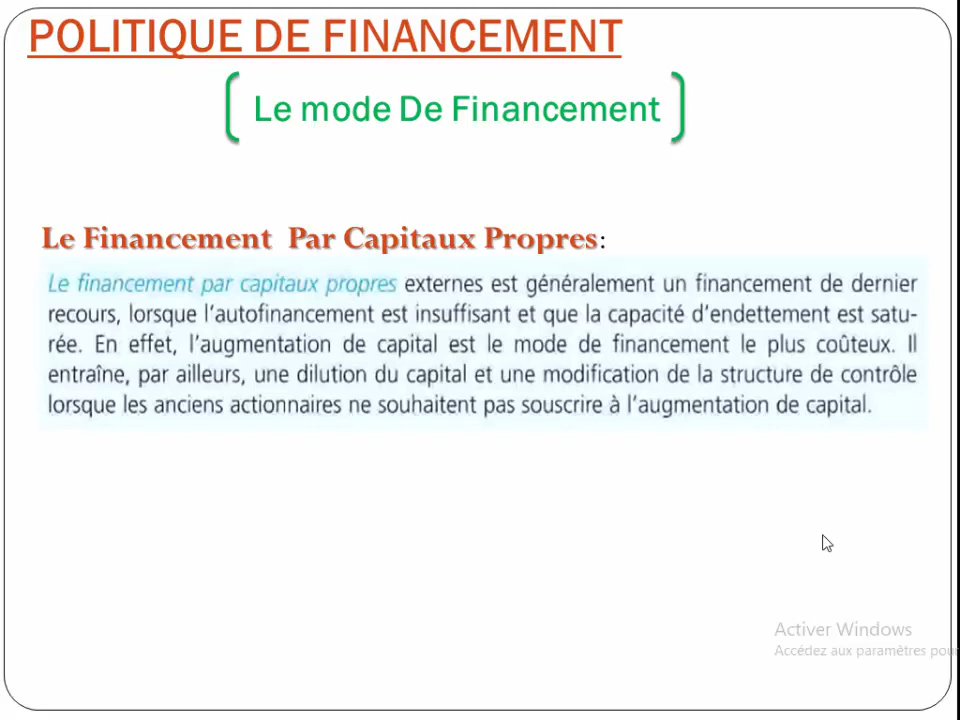 POLITIQUE DE FINANCEMENT
Le mode De Financement
Le Financement Par Capitaux Propres:
Le financement par capitaux propres externes est généralement un financement de dernier
recours, lorsque l'autofinancement est insuffisant et que la capacité d'endettement est satu-
rée. En effet, l'augmentation de capital est le mode de financement le plus coûteux. Il
entraîne, par ailleurs, une dilution du capital et une modification de la structure de contrôle
lorsque les anciens actionnaires ne souhaitent pas souscrire à l'augmentation de capital.
Activer Windows
Accédez aux paramètres pour